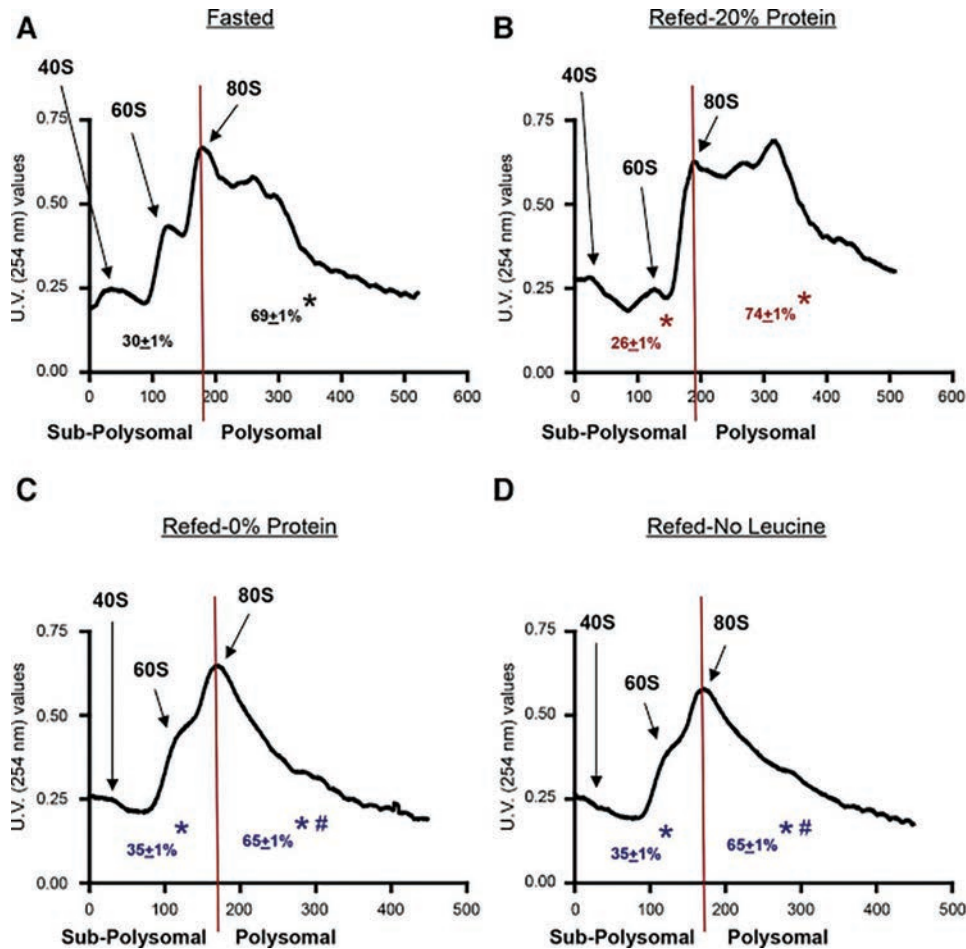 A
Fasted
40S
60S
80S
U.V. (254 nm) values
0.75
0.50
0.25
0.00
30±1%
69±1% *
0 100 200 300 400 500 600
Sub-Polysomal Polysomal
B
Refed-20% Protein
40S
60S
80S
U.V. (254 nm) values
0.75
0.50
0.25
0.00
26±1% *
74±1% *
0 100 200 300 400 500 600
Sub-Polysomal Polysomal
C
Refed-0% Protein
40S
60S
80S
U.V. (254 nm) values
0.75
0.50
0.25
0.00
35±1% *
65±1% * #
0 100 200 300 400 500
Sub-Polysomal Polysomal
D
Refed-No Leucine
40S
60S
80S
U.V. (254 nm) values
0.75
0.50
0.25
0.00
35±1% *
65±1% * #
0 100 200 300 400 500
Sub-Polysomal Polysomal